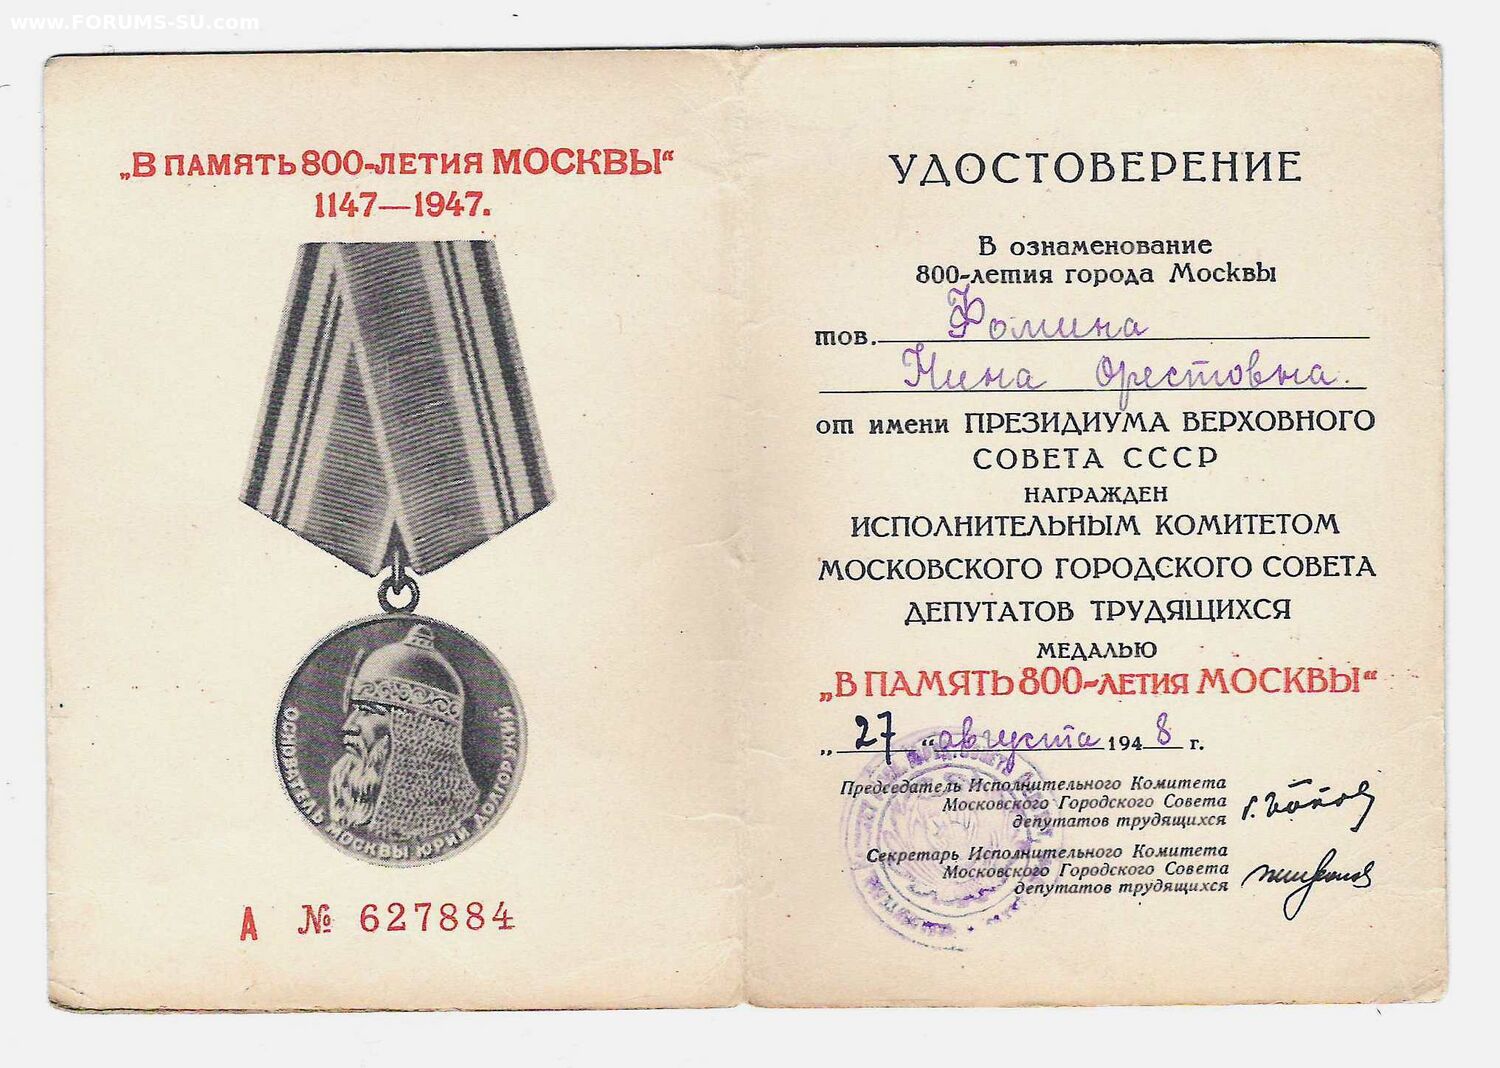 www.FORUMS-SU.com
„В ПАМЯТЬ 800-ЛЕТИЯ МОСКВЫ“
1147—1947.
ОСНОВАТЕЛЬ МОСКВЫ ЮРИЙ ДОЛГОРУКИЙ
А № 627884
УДОСТОВЕРЕНИЕ
В ознаменование
800-летия города Москвы
тов. Фомина
Нина Орестовна.
от имени ПРЕЗИДИУМА ВЕРХОВНОГО
СОВЕТА СССР
НАГРАЖДЕН
ИСПОЛНИТЕЛЬНЫМ КОМИТЕТОМ
МОСКОВСКОГО ГОРОДСКОГО СОВЕТА
ДЕПУТАТОВ ТРУДЯЩИХСЯ
МЕДАЛЬЮ
„В ПАМЯТЬ 800-ЛЕТИЯ МОСКВЫ“
„27“ августа 1948 г.
Председатель Исполнительного Комитета
Московского Городского Совета
депутатов трудящихся
Г. Попов
Секретарь Исполнительного Комитета
Московского Городского Совета
депутатов трудящихся